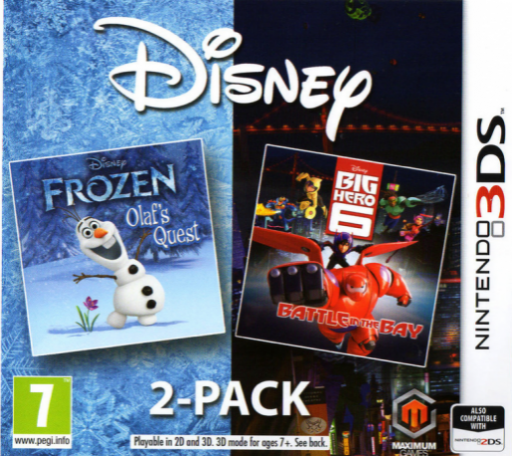 Disney
Disney
FROZEN
Olaf's
Quest
Disney
BIG
HERO
6
BATTLE IN THE BAY
NINTENDO 3DS™
7
www.pegi.info
2-PACK
Playable in 2D and 3D. 3D mode for ages 7+. See back.
M
MAXIMUM
GAMES
ALSO
COMPATIBLE
WITH
NINTENDO 2DS